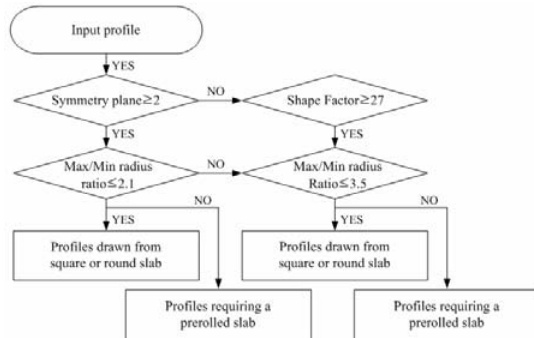 Input profile
YES
Symmetry plane≥2
NO
Shape Factor≥27
YES
YES
Max/Min radius
ratio≤2.1
NO
Max/Min radius
Ratio≤3.5
NO
NO
YES
YES
Profiles drawn from
square or round slab
Profiles drawn from
square or round slab
Profiles requiring a
prerolled slab
Profiles requiring a
prerolled slab